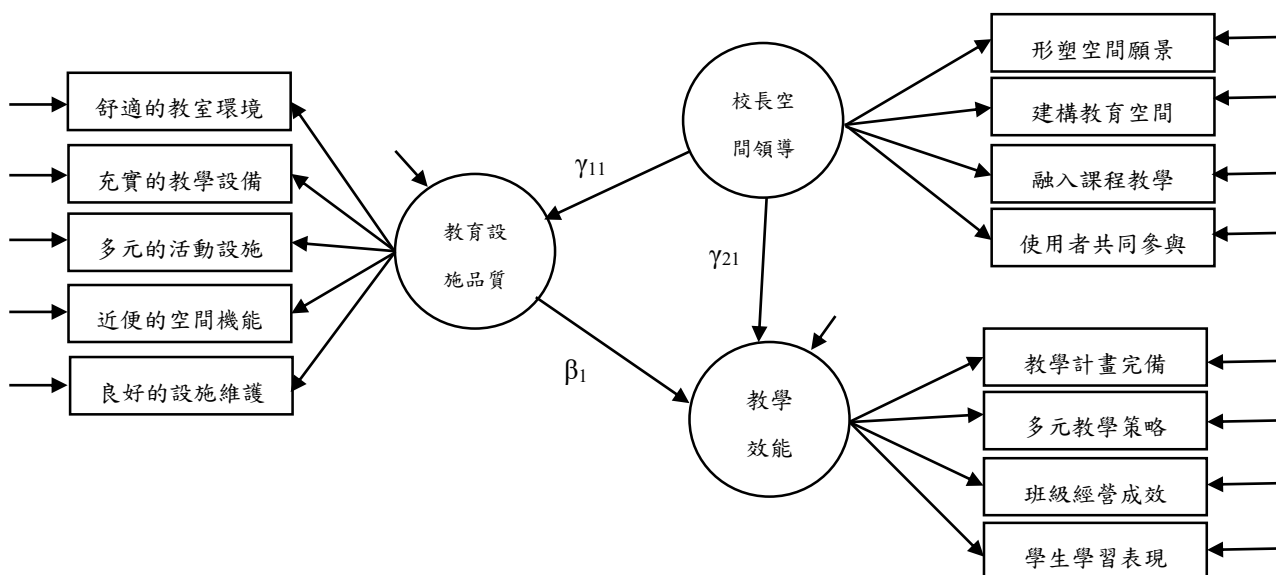 舒適的教室環境
充實的教學設備
多元的活動設施
近便的空間機能
良好的設施維護
教育設
施品質
γ11
校長空
間領導
γ21
β1
教學
效能
形塑空間願景
建構教育空間
融入課程教學
使用者共同參與
教學計畫完備
多元教學策略
班級經營成效
學生學習表現